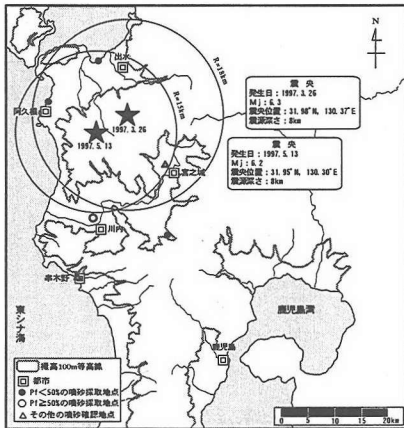 N
出水
R=18km
R=15km
阿久根
1997. 3. 26
1997. 5. 13
震央
発生日:1997. 3. 26
Mj:6.3
震央位置:31.98°N, 130.37°E
震源深さ:8km
震央
発生日:1997. 5. 13
Mj:6.2
震央位置:31.95°N, 130.30°E
震源深さ:8km
宮之城
川内
串木野
東シナ海
鹿児島
鹿児島湾
標高100m等高線
都市
Pf<50%の噴砂採取地点
Pf≥50%の噴砂採取地点
その他の噴砂確認地点
0 5 10 15 20km